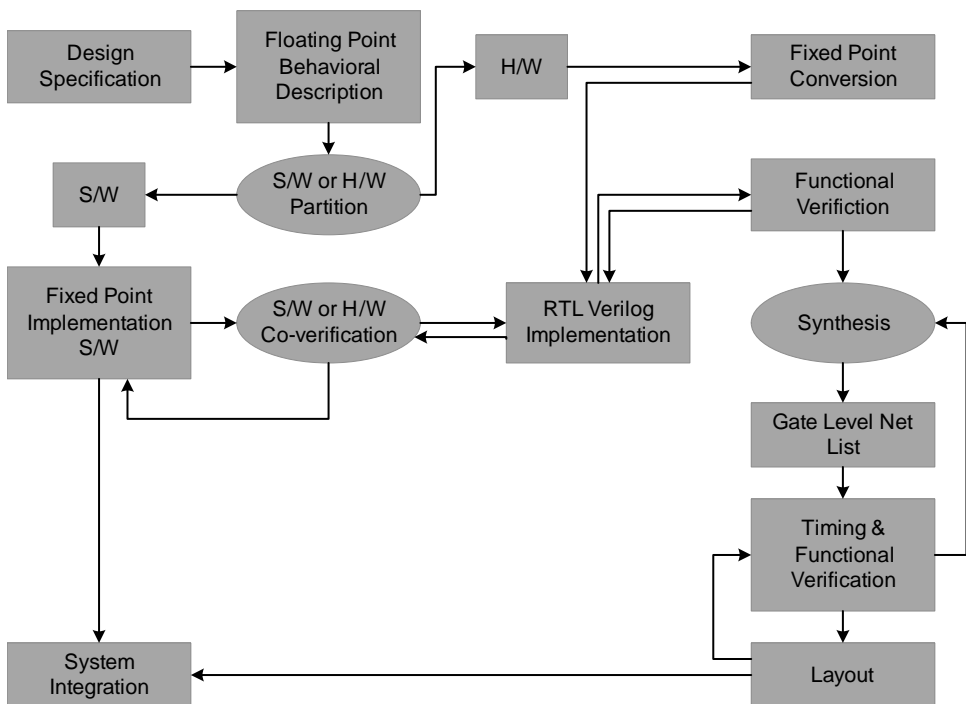 Design
Specification
Floating Point
Behavioral
Description
H/W
Fixed Point
Conversion
S/W
S/W or H/W
Partition
Functional
Verifiction
Fixed Point
Implementation
S/W
S/W or H/W
Co-verification
RTL Verilog
Implementation
Synthesis
Gate Level Net
List
Timing &
Functional
Verification
System
Integration
Layout